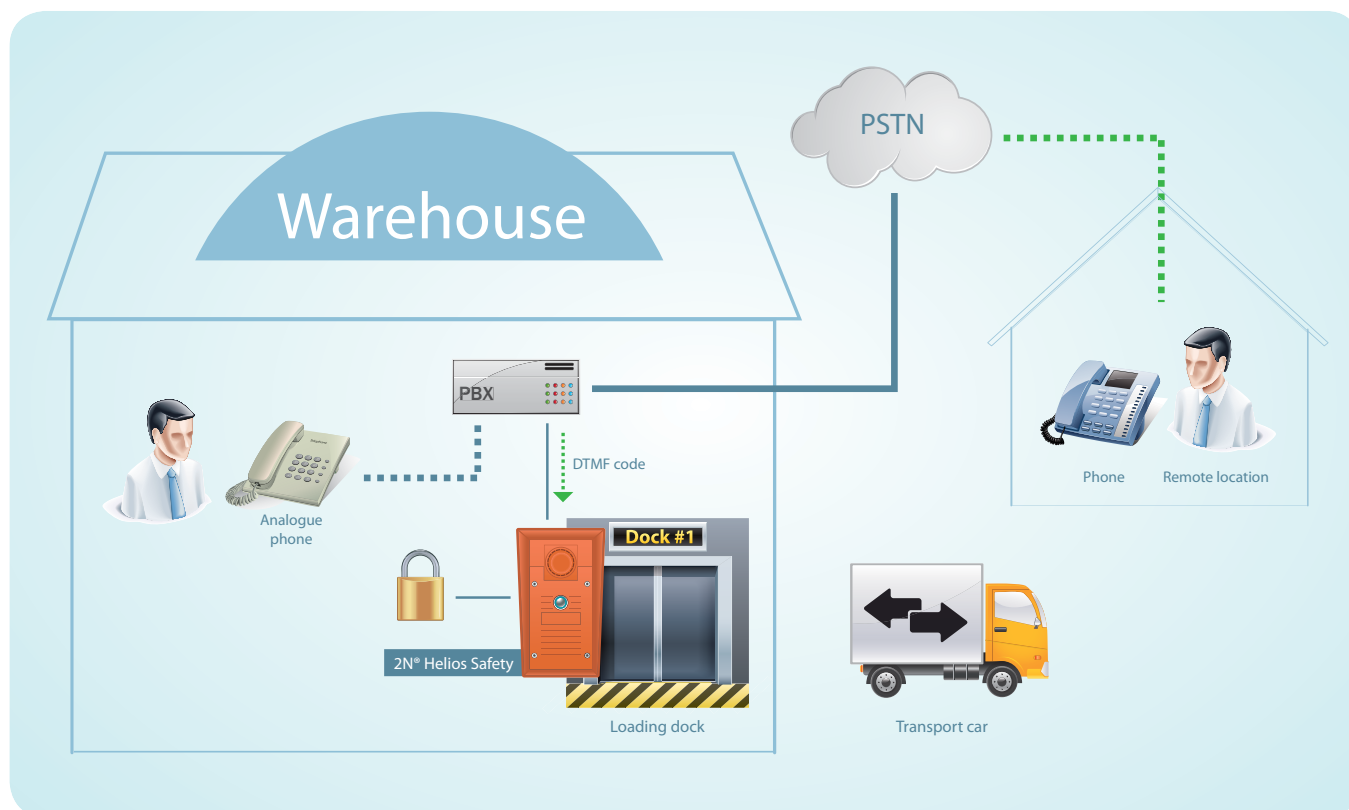 PSTN
Warehouse
PBX
DTMF code
Analogue
phone
Phone
Remote location
Dock #1
2N® Helios Safety
Loading dock
Transport car